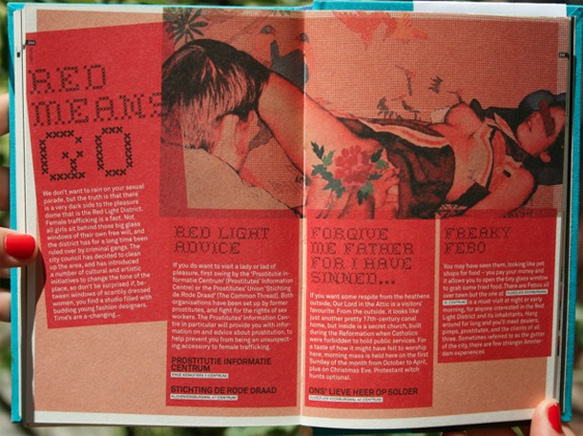 RED
MEANS
GO
We don't want to rain on your sexual
parade, but the truth is that there
is a very dark side to the pleasure
dome that is the Red Light District.
Female trafficking is a fact. Not
all girls sit behind those big glass
windows of their own free will, and
the district has for a long time been
ruled over by criminal gangs. The
city council has decided to clean
up the area, and has introduced
a number of cultural and artistic
initiatives to change the tone of the
place, so don't be surprised if, be-
tween windows of scantily dressed
women, you find a studio filled with
budding young fashion designers.
Time's are a-changing...
RED LIGHT
ADVICE
If you do want to visit a lady or lad of
pleasure, first swing by the 'Prostitutie In-
formatie Centrum' (Prostitutes' Information
Centre) or the Prostitutes' Union 'Stichting
de Rode Draad' (The Common Thread). Both
organisations have been set up by former
prostitutes, and fight for the rights of sex
workers. The Prostitutes' Information Cen-
tre in particular will provide you with infor-
mation on and advice about prostitution, to
help prevent you from being an unsuspect-
ing accessory to female trafficking.
PROSTITUTIE INFORMATIE
CENTRUM
STICHTING DE RODE DRAAD
FORGIVE
ME FATHER
FOR I HAVE
SINNED...
If you want some respite from the heathens
outside, Our Lord in the Attic is a visitors'
favourite. From the outside, it looks like
just another pretty 17th-century canal
home, but inside is a secret church, built
during the Reformation when Catholics
were forbidden to hold public services. For
a taste of how it might have felt to worship
here, morning mass is held here on the first
Sunday of the month from October to April,
plus on Christmas Eve. Protestant witch
hunts optional.
ONS' LIEVE HEER OP SOLDER
FREAKY
FEBO
You may have seen them, looking like pet
shops for food – you pay your money and
it allows you to open the tiny glass window
to grab some fried food. There are Febos all
over town but the one at
is a must-visit at night or early
morning, for anyone interested in the Red
Light District and its inhabitants. Hang
around for long and you'll meet dealers,
pimps, prostitutes, and the clients of all
three. Sometimes referred to as the gutter
of the city, there are few stranger Amster-
dam experiences